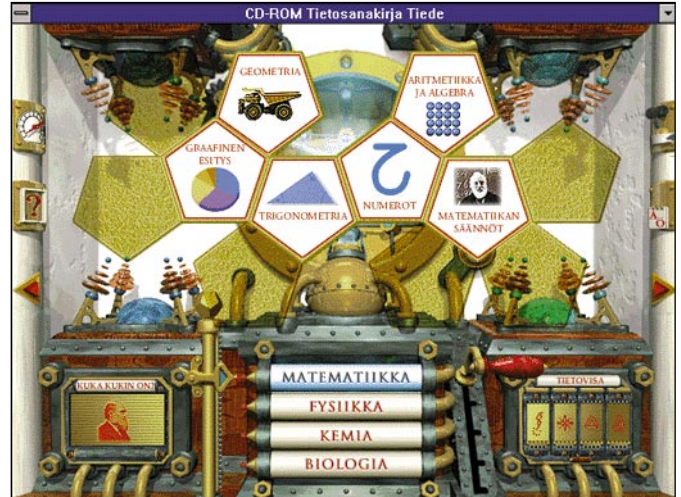 CD-ROM Tietosanakirja Tiede
GEOMETRIA
ARITMETIIKKA
JA ALGEBRA
GRAAFINEN
ESITYS
TRIGONOMETRIA
NUMEROT
MATEMATIIKAN
SÄÄNNÖT
?
A
O
KUKA KUKIN ON?
MATEMATIIKKA
TIETOVISA
FYSIIKKA
KEMIA
BIOLOGIA